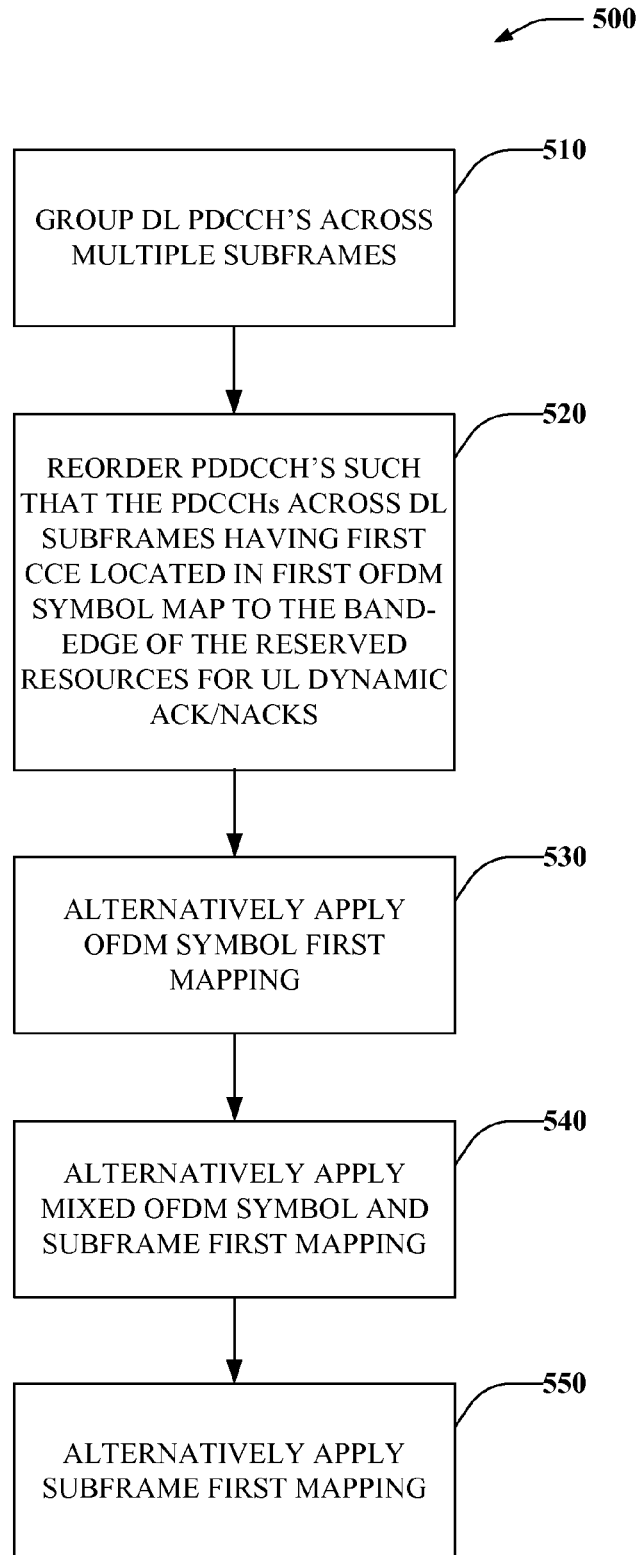 500
510
GROUP DL PDCCH'S ACROSS
MULTIPLE SUBFRAMES
520
REORDER PDDCCH'S SUCH
THAT THE PDCCHs ACROSS DL
SUBFRAMES HAVING FIRST
CCE LOCATED IN FIRST OFDM
SYMBOL MAP TO THE BAND-
EDGE OF THE RESERVED
RESOURCES FOR UL DYNAMIC
ACK/NACKS
530
ALTERNATIVELY APPLY
OFDM SYMBOL FIRST
MAPPING
540
ALTERNATIVELY APPLY
MIXED OFDM SYMBOL AND
SUBFRAME FIRST MAPPING
550
ALTERNATIVELY APPLY
SUBFRAME FIRST MAPPING